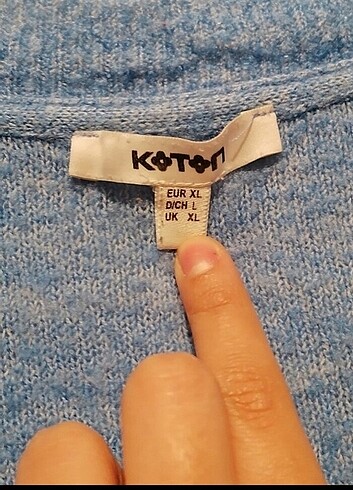 KOTON
EUR XL
D/CH L
UK XL